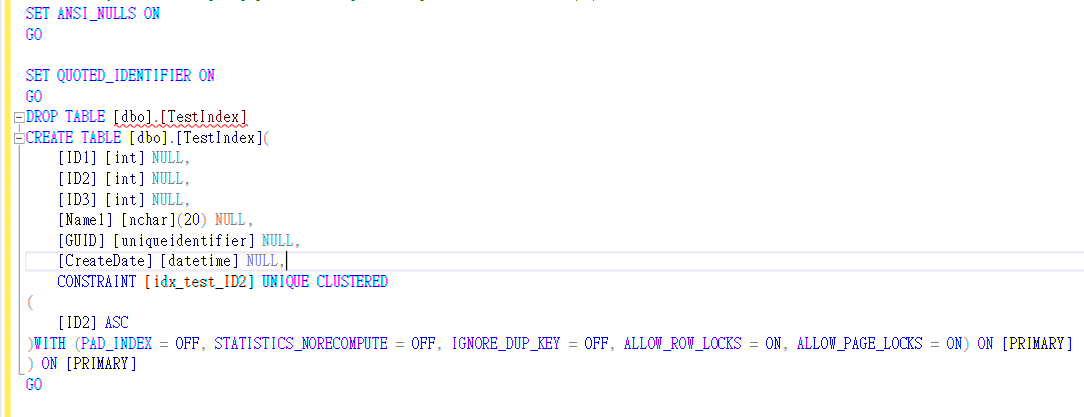 SET ANSI_NULLS ON
GO
SET QUOTED_IDENTIFIER ON
GO
DROP TABLE [dbo].[TestIndex]
CREATE TABLE [dbo].[TestIndex](
[ID1] [int] NULL,
[ID2] [int] NULL,
[ID3] [int] NULL,
[Name1] [nchar](20) NULL,
[GUID] [uniqueidentifier] NULL,
[CreateDate] [datetime] NULL,
CONSTRAINT [idx_test_ID2] UNIQUE CLUSTERED
(
[ID2] ASC
)WITH (PAD_INDEX = OFF, STATISTICS_NORECOMPUTE = OFF, IGNORE_DUP_KEY = OFF, ALLOW_ROW_LOCKS = ON, ALLOW_PAGE_LOCKS = ON) ON [PRIMARY]
) ON [PRIMARY]
GO